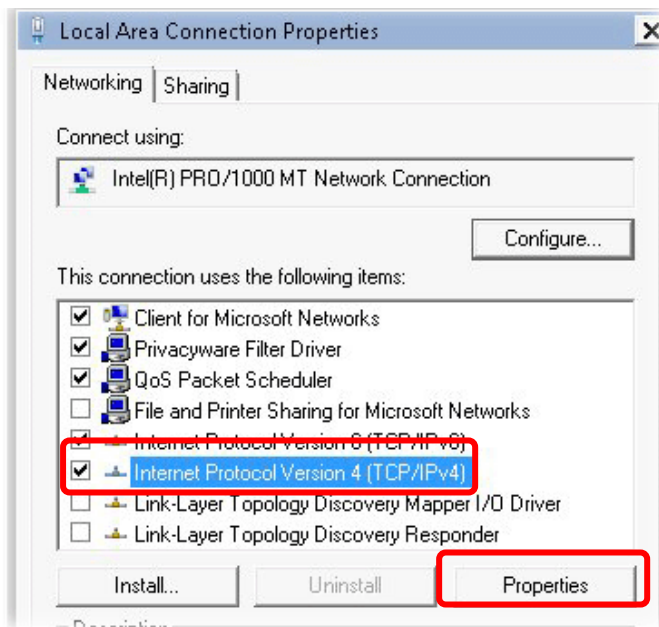 Local Area Connection Properties
Networking
Sharing
Connect using:
Intel(R) PRO/1000 MT Network Connection
Configure...
This connection uses the following items:
Client for Microsoft Networks
Privacyware Filter Driver
QoS Packet Scheduler
File and Printer Sharing for Microsoft Networks
Internet Protocol Version 6 (TCP/IPv6)
Internet Protocol Version 4 (TCP/IPv4)
Link-Layer Topology Discovery Mapper I/O Driver
Link-Layer Topology Discovery Responder
Install...
Uninstall
Properties
Description